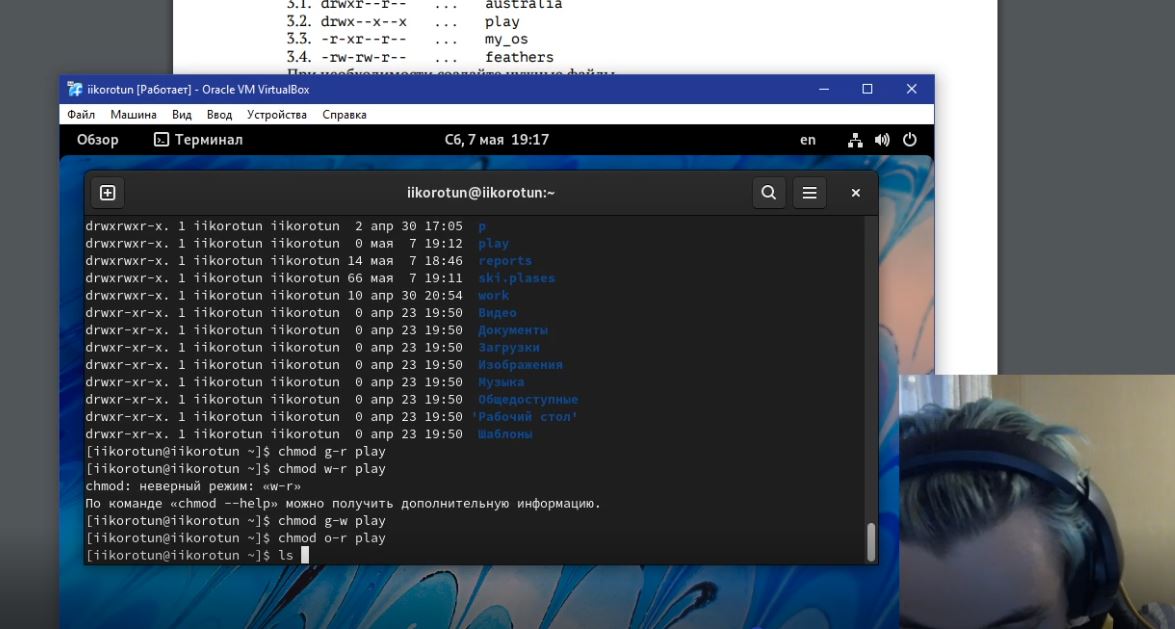 3.1. drwxr--r-- ... australia
3.2. drwx--x--x ... play
3.3. -r-xr--r-- ... my_os
3.4. -rw-rw-r-- ... feathers
При необходимости создайте нужные файлы.
iikorotun [Работает] - Oracle VM VirtualBox
Файл Машина Вид Ввод Устройства Справка
Обзор Терминал Сб, 7 мая 19:17 en
iikorotun@iikorotun:~
drwxrwxr-x. 1 iikorotun iikorotun 2 апр 30 17:05 p
drwxrwxr-x. 1 iikorotun iikorotun 0 мая 7 19:12 play
drwxrwxr-x. 1 iikorotun iikorotun 14 мая 7 18:46 reports
drwxrwxr-x. 1 iikorotun iikorotun 66 мая 7 19:11 ski.plases
drwxrwxr-x. 1 iikorotun iikorotun 10 апр 30 20:54 work
drwxr-xr-x. 1 iikorotun iikorotun 0 апр 23 19:50 Видео
drwxr-xr-x. 1 iikorotun iikorotun 0 апр 23 19:50 Документы
drwxr-xr-x. 1 iikorotun iikorotun 0 апр 23 19:50 Загрузки
drwxr-xr-x. 1 iikorotun iikorotun 0 апр 23 19:50 Изображения
drwxr-xr-x. 1 iikorotun iikorotun 0 апр 23 19:50 Музыка
drwxr-xr-x. 1 iikorotun iikorotun 0 апр 23 19:50 Общедоступные
drwxr-xr-x. 1 iikorotun iikorotun 0 апр 23 19:50 'Рабочий стол'
drwxr-xr-x. 1 iikorotun iikorotun 0 апр 23 19:50 Шаблоны
[iikorotun@iikorotun ~]$ chmod g-r play
[iikorotun@iikorotun ~]$ chmod w-r play
chmod: неверный режим: «w-r»
По команде «chmod --help» можно получить дополнительную информацию.
[iikorotun@iikorotun ~]$ chmod g-w play
[iikorotun@iikorotun ~]$ chmod o-r play
[iikorotun@iikorotun ~]$ ls